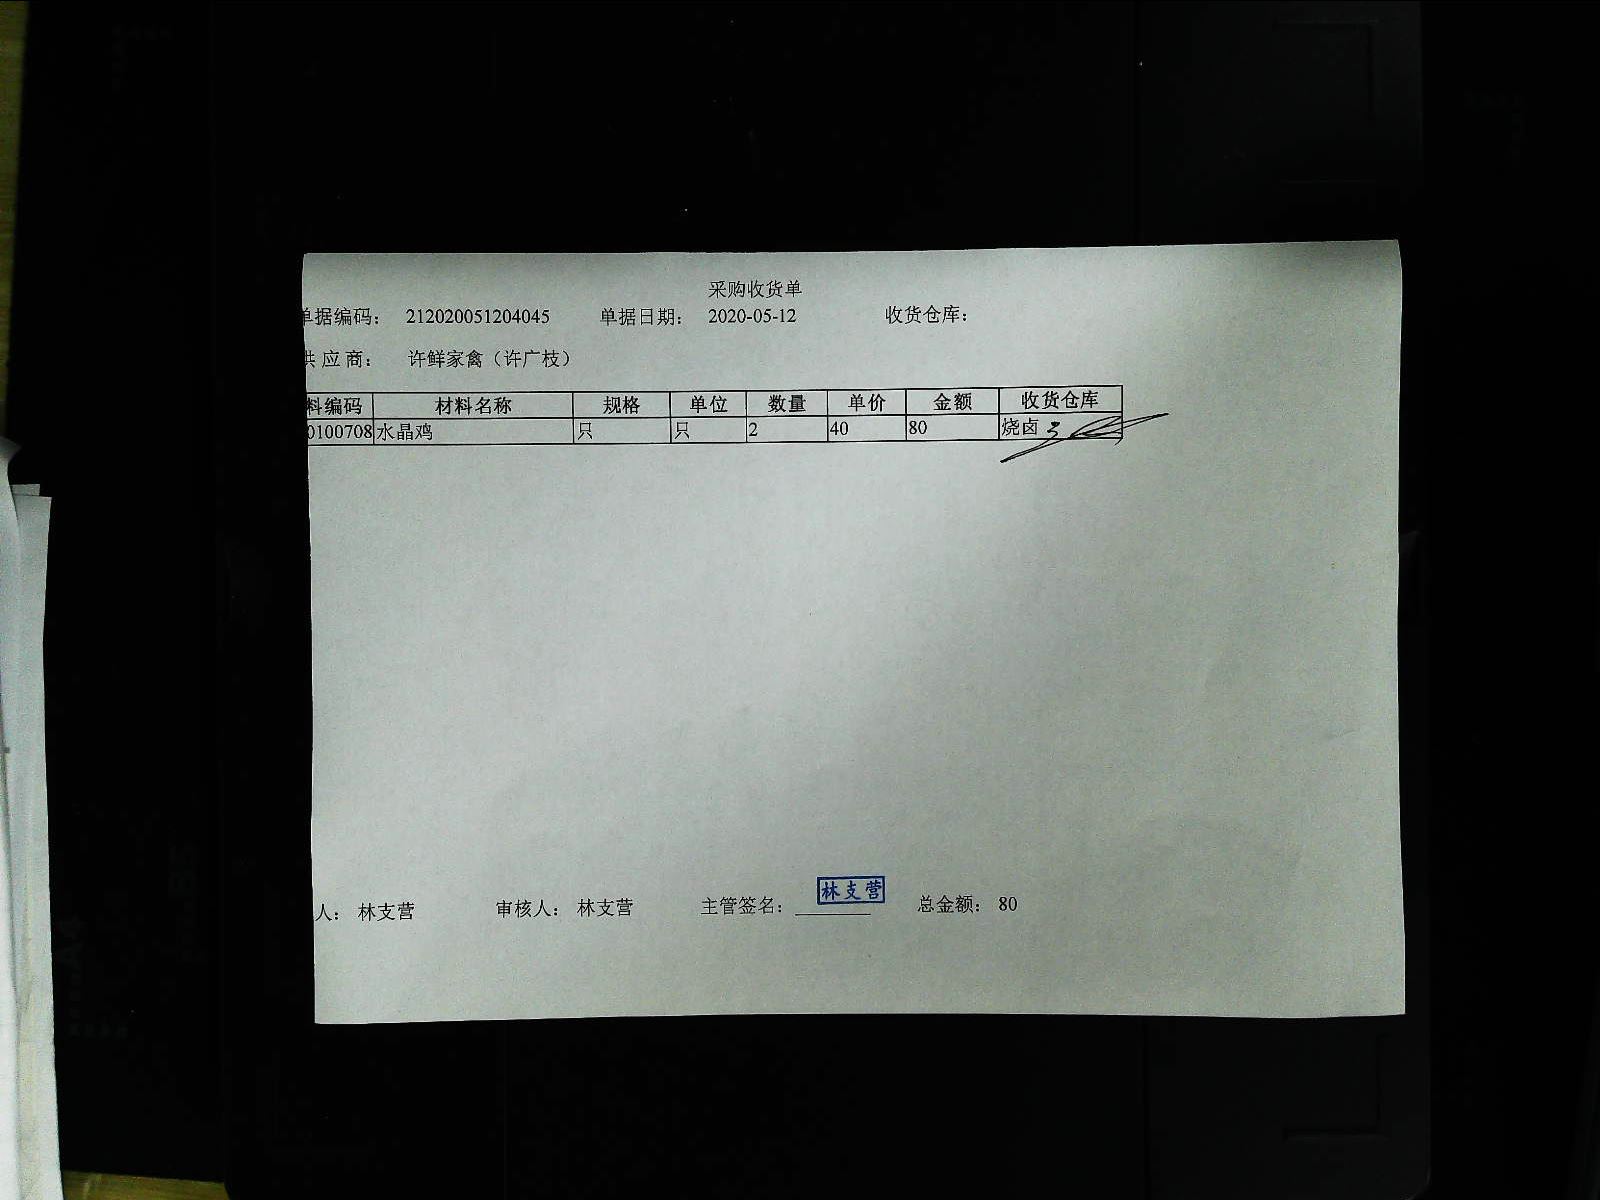 采购收货单
单据编码： 212020051204045 单据日期： 2020-05-12 收货仓库：
供应商： 许鲜家禽（许广枝）
料编码 材料名称 规格 单位 数量 单价 金额 收货仓库
0100708 水晶鸡 只 只 2 40 80 烧卤
人： 林支营 审核人： 林支营 主管签名： 林支营 总金额： 80